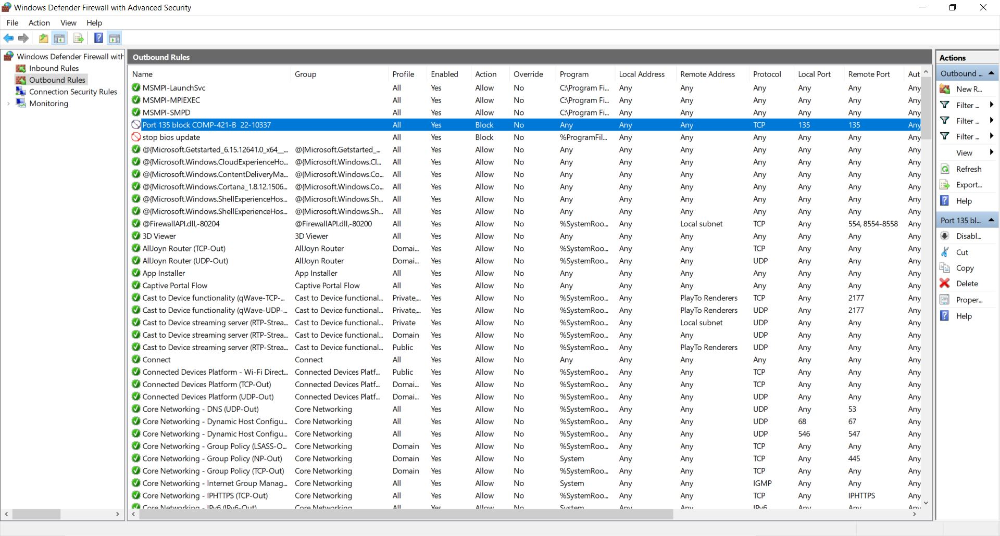 Windows Defender Firewall with Advanced Security
File Action View Help
Windows Defender Firewall with
Inbound Rules
Outbound Rules
Connection Security Rules
Monitoring
Outbound Rules
Name Group Profile Enabled Action Override Program Local Address Remote Address Protocol Local Port Remote Port Aut
MSMPI-LaunchSvc All Yes Allow No C:\Program Fi... Any Any Any Any Any Any
MSMPI-MPIEXEC All Yes Allow No C:\Program Fi... Any Any Any Any Any Any
MSMPI-SMPD All Yes Allow No C:\Program Fi... Any Any Any Any Any Any
Port 135 block COMP-421-B 22-10337 All Yes Block No Any Any Any TCP 135 135 Any
stop bios update All Yes Block No %ProgramFil... Any Any Any Any Any Any
@{Microsoft.Getstarted_6.15.12641.0_x64__... @{Microsoft.Getstarted_... All Yes Allow No Any Any Any Any Any Any Any
@{Microsoft.Windows.CloudExperienceHo... @{Microsoft.Windows.Cl... All Yes Allow No Any Any Any Any Any Any Any
@{Microsoft.Windows.ContentDeliveryMa... @{Microsoft.Windows.Co... All Yes Allow No Any Any Any Any Any Any Any
@{Microsoft.Windows.Cortana_1.8.12.1506... @{Microsoft.Windows.Co... All Yes Allow No Any Any Any Any Any Any Any
@{Microsoft.Windows.ShellExperienceHos... @{Microsoft.Windows.Sh... All Yes Allow No Any Any Any Any Any Any Any
@{Microsoft.Windows.ShellExperienceHos... @{Microsoft.Windows.Sh... All Yes Allow No Any Any Any Any Any Any Any
@FirewallAPI.dll,-80204 @FirewallAPI.dll,-80200 All Yes Allow No %SystemRoo... Any Local subnet TCP Any 554, 8554-8558 Any
3D Viewer 3D Viewer All Yes Allow No Any Any Any Any Any Any Any
AllJoyn Router (TCP-Out) AllJoyn Router Domai... Yes Allow No %SystemRoo... Any Any TCP Any Any Any
AllJoyn Router (UDP-Out) AllJoyn Router Domai... Yes Allow No %SystemRoo... Any Any UDP Any Any Any
App Installer App Installer All Yes Allow No Any Any Any Any Any Any Any
Captive Portal Flow Captive Portal Flow All Yes Allow No Any Any Any Any Any Any Any
Cast to Device functionality (qWave-TCP-... Cast to Device functional... Private,... Yes Allow No %SystemRoo... Any PlayTo Renderers TCP Any 2177 Any
Cast to Device functionality (qWave-UDP-... Cast to Device functional... Private,... Yes Allow No %SystemRoo... Any PlayTo Renderers UDP Any 2177 Any
Cast to Device streaming server (RTP-Strea... Cast to Device functional... Private Yes Allow No %SystemRoo... Any Local subnet UDP Any Any Any
Cast to Device streaming server (RTP-Strea... Cast to Device functional... Domain Yes Allow No %SystemRoo... Any Any UDP Any Any Any
Cast to Device streaming server (RTP-Strea... Cast to Device functional... Public Yes Allow No %SystemRoo... Any PlayTo Renderers UDP Any Any Any
Connect Connect All Yes Allow No Any Any Any Any Any Any Any
Connected Devices Platform - Wi-Fi Direct... Connected Devices Platf... Public Yes Allow No %SystemRoo... Any Any TCP Any Any Any
Connected Devices Platform (TCP-Out) Connected Devices Platf... Domai... Yes Allow No %SystemRoo... Any Any TCP Any Any Any
Connected Devices Platform (UDP-Out) Connected Devices Platf... Domai... Yes Allow No %SystemRoo... Any Any UDP Any Any Any
Core Networking - DNS (UDP-Out) Core Networking All Yes Allow No %SystemRoo... Any Any UDP Any 53 Any
Core Networking - Dynamic Host Configu... Core Networking All Yes Allow No %SystemRoo... Any Any UDP 68 67 Any
Core Networking - Dynamic Host Configu... Core Networking All Yes Allow No %SystemRoo... Any Any UDP 546 547 Any
Core Networking - Group Policy (LSASS-O... Core Networking Domain Yes Allow No %SystemRoo... Any Any TCP Any Any Any
Core Networking - Group Policy (NP-Out) Core Networking Domain Yes Allow No System Any Any TCP Any 445 Any
Core Networking - Group Policy (TCP-Out) Core Networking Domain Yes Allow No %SystemRoo... Any Any TCP Any Any Any
Core Networking - Internet Group Manag... Core Networking All Yes Allow No System Any Any IGMP Any Any Any
Core Networking - IPHTTPS (TCP-Out) Core Networking All Yes Allow No %SystemRoo... Any Any TCP Any IPHTTPS Any
Core Networking - IPv6 (IPv6-Out) Core Networking All Yes Allow No System Any Any IPv6 Any Any Any
Actions
Outbound ...
New R...
Filter ...
Filter ...
Filter ...
View
Refresh
Export...
Help
Port 135 bl...
Disabl...
Cut
Copy
Delete
Proper...
Help